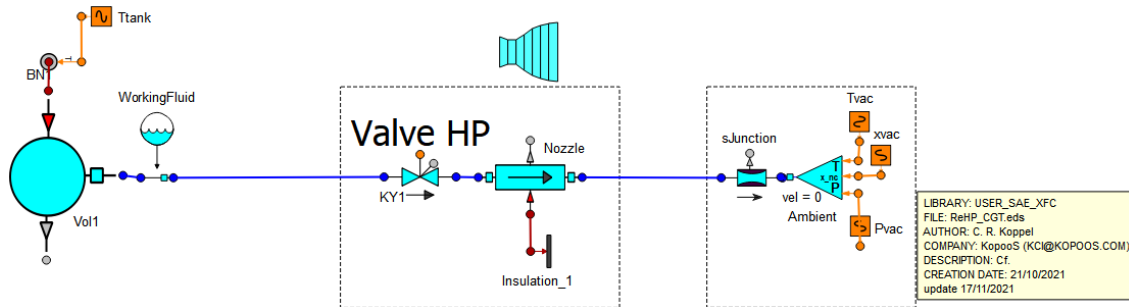 Ttank
T
BN1
WorkingFluid
Vol1
Valve HP
KY1
Nozzle
Insulation_1
sJunction
Tvac
xvac
T
x_nc
P
vel = 0
Ambient
Pvac
LIBRARY: USER_SAE_XFC
FILE: ReHP_CGT.eds
AUTHOR: C. R. Koppel
COMPANY: KopooS (KCI@KOPOOS.COM)
DESCRIPTION: Cf.
CREATION DATE: 21/10/2021
update 17/11/2021